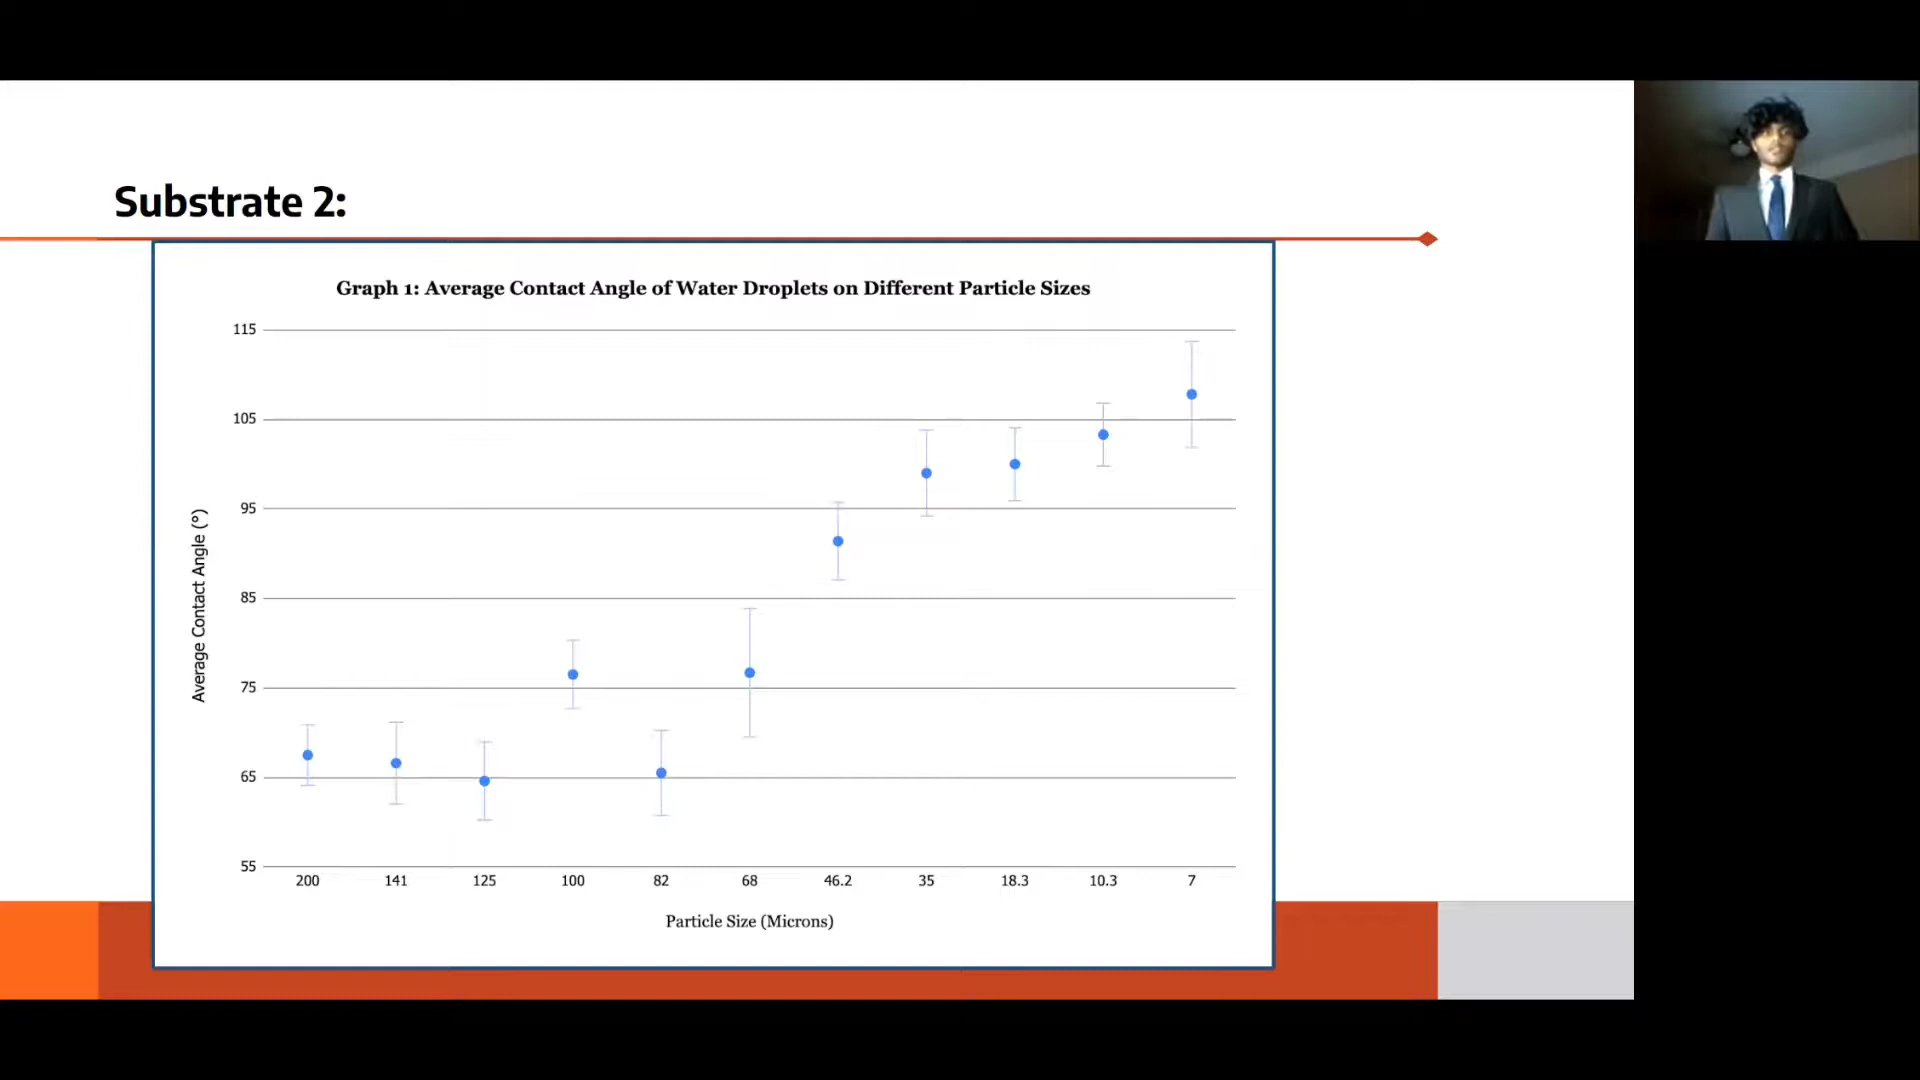 Substrate 2:
Graph 1: Average Contact Angle of Water Droplets on Different Particle Sizes
115
105
95
85
75
65
55
Average Contact Angle (°)
200 141 125 100 82 68 46.2 35 18.3 10.3 7
Particle Size (Microns)